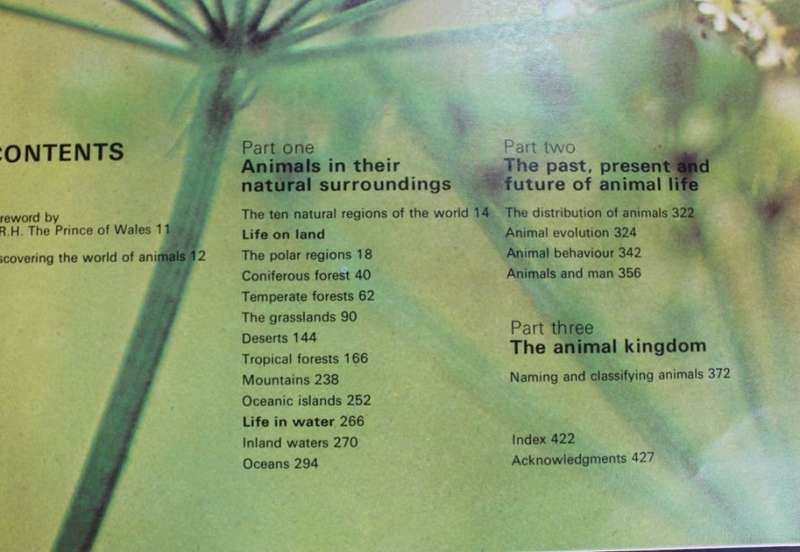 CONTENTS
reword by
R.H. The Prince of Wales 11
scovering the world of animals 12
Part one
Animals in their
natural surroundings
The ten natural regions of the world 14
Life on land
The polar regions 18
Coniferous forest 40
Temperate forests 62
The grasslands 90
Deserts 144
Tropical forests 166
Mountains 238
Oceanic islands 252
Life in water 266
Inland waters 270
Oceans 294
Part two
The past, present and
future of animal life
The distribution of animals 322
Animal evolution 324
Animal behaviour 342
Animals and man 356
Part three
The animal kingdom
Naming and classifying animals 372
Index 422
Acknowledgments 427